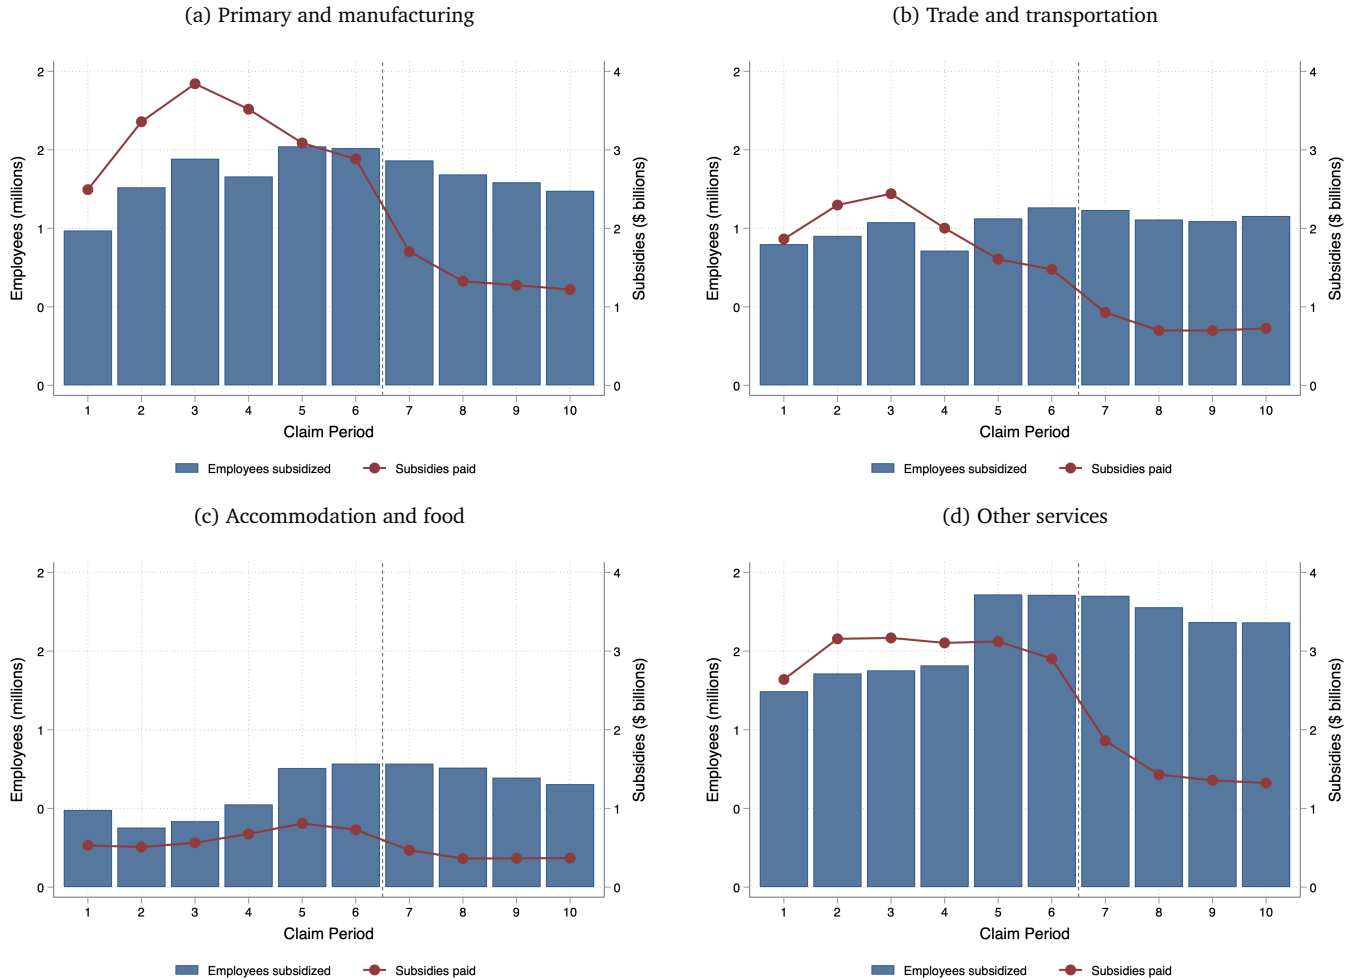 (a) Primary and manufacturing
2
2
1
0
0
Employees (millions)
4
3
2
1
0
Subsidies ($ billions)
1 2 3 4 5 6 7 8 9 10
Claim Period
Employees subsidized Subsidies paid
(b) Trade and transportation
2
2
1
0
0
Employees (millions)
4
3
2
1
0
Subsidies ($ billions)
1 2 3 4 5 6 7 8 9 10
Claim Period
Employees subsidized Subsidies paid
(c) Accommodation and food
2
2
1
0
0
Employees (millions)
4
3
2
1
0
Subsidies ($ billions)
1 2 3 4 5 6 7 8 9 10
Claim Period
Employees subsidized Subsidies paid
(d) Other services
2
2
1
0
0
Employees (millions)
4
3
2
1
0
Subsidies ($ billions)
1 2 3 4 5 6 7 8 9 10
Claim Period
Employees subsidized Subsidies paid